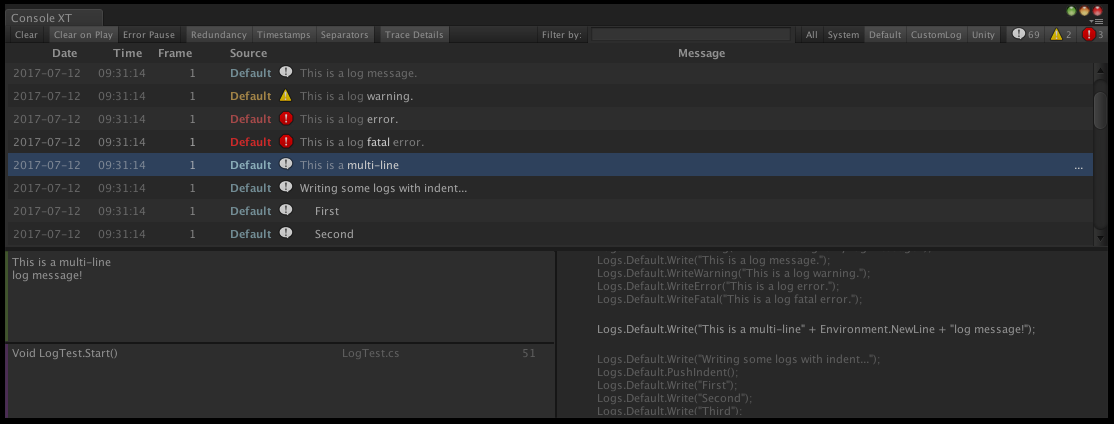 Console XT
Clear Clear on Play Error Pause Redundancy Timestamps Separators Trace Details Filter by: All System Default CustomLog Unity 69 2 3
Date Time Frame Source Message
2017-07-12 09:31:14 1 Default This is a log message.
2017-07-12 09:31:14 1 Default This is a log warning.
2017-07-12 09:31:14 1 Default This is a log error.
2017-07-12 09:31:14 1 Default This is a log fatal error.
2017-07-12 09:31:14 1 Default This is a multi-line ...
2017-07-12 09:31:14 1 Default Writing some logs with indent...
2017-07-12 09:31:14 1 Default First
2017-07-12 09:31:14 1 Default Second
This is a multi-line
log message!
Void LogTest.Start() LogTest.cs 51
Logs.Default.Write("This is a log message.");
Logs.Default.WriteWarning("This is a log warning.");
Logs.Default.WriteError("This is a log error.");
Logs.Default.WriteFatal("This is a log fatal error.");
Logs.Default.Write("This is a multi-line" + Environment.NewLine + "log message!");
Logs.Default.Write("Writing some logs with indent...");
Logs.Default.PushIndent();
Logs.Default.Write("First");
Logs.Default.Write("Second");
Logs.Default.Write("Third");